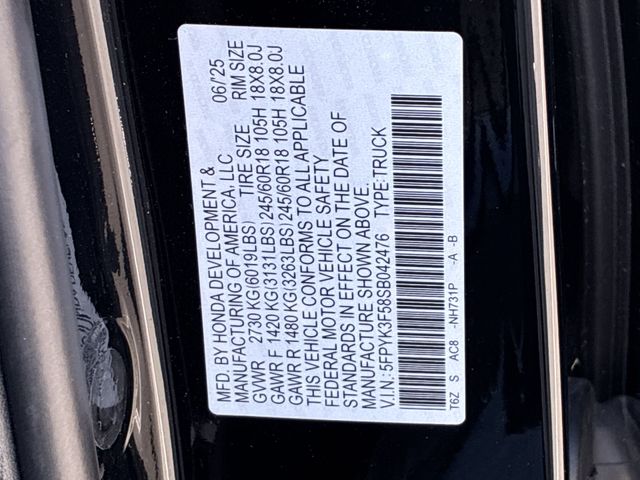 MFD. BY HONDA DEVELOPMENT & 06/'25
MANUFACTURING OF AMERICA, LLC
GVWR 2730 KG(6019LBS) TIRE SIZE RIM SIZE
GAWR F 1420 KG(3131LBS)245/60R18 105H 18X8.0J
GAWR R 1480 KG(3263LBS)245/60R18 105H 18X8.0J
THIS VEHICLE CONFORMS TO ALL APPLICABLE
FEDERAL MOTOR VEHICLE SAFETY
STANDARDS IN EFFECT ON THE DATE OF
MANUFACTURE SHOWN ABOVE.
V.I.N.: 5FPYK3F58SB042476 TYPE-TRUCK
T6Z S AC8 -NH731P -A -B